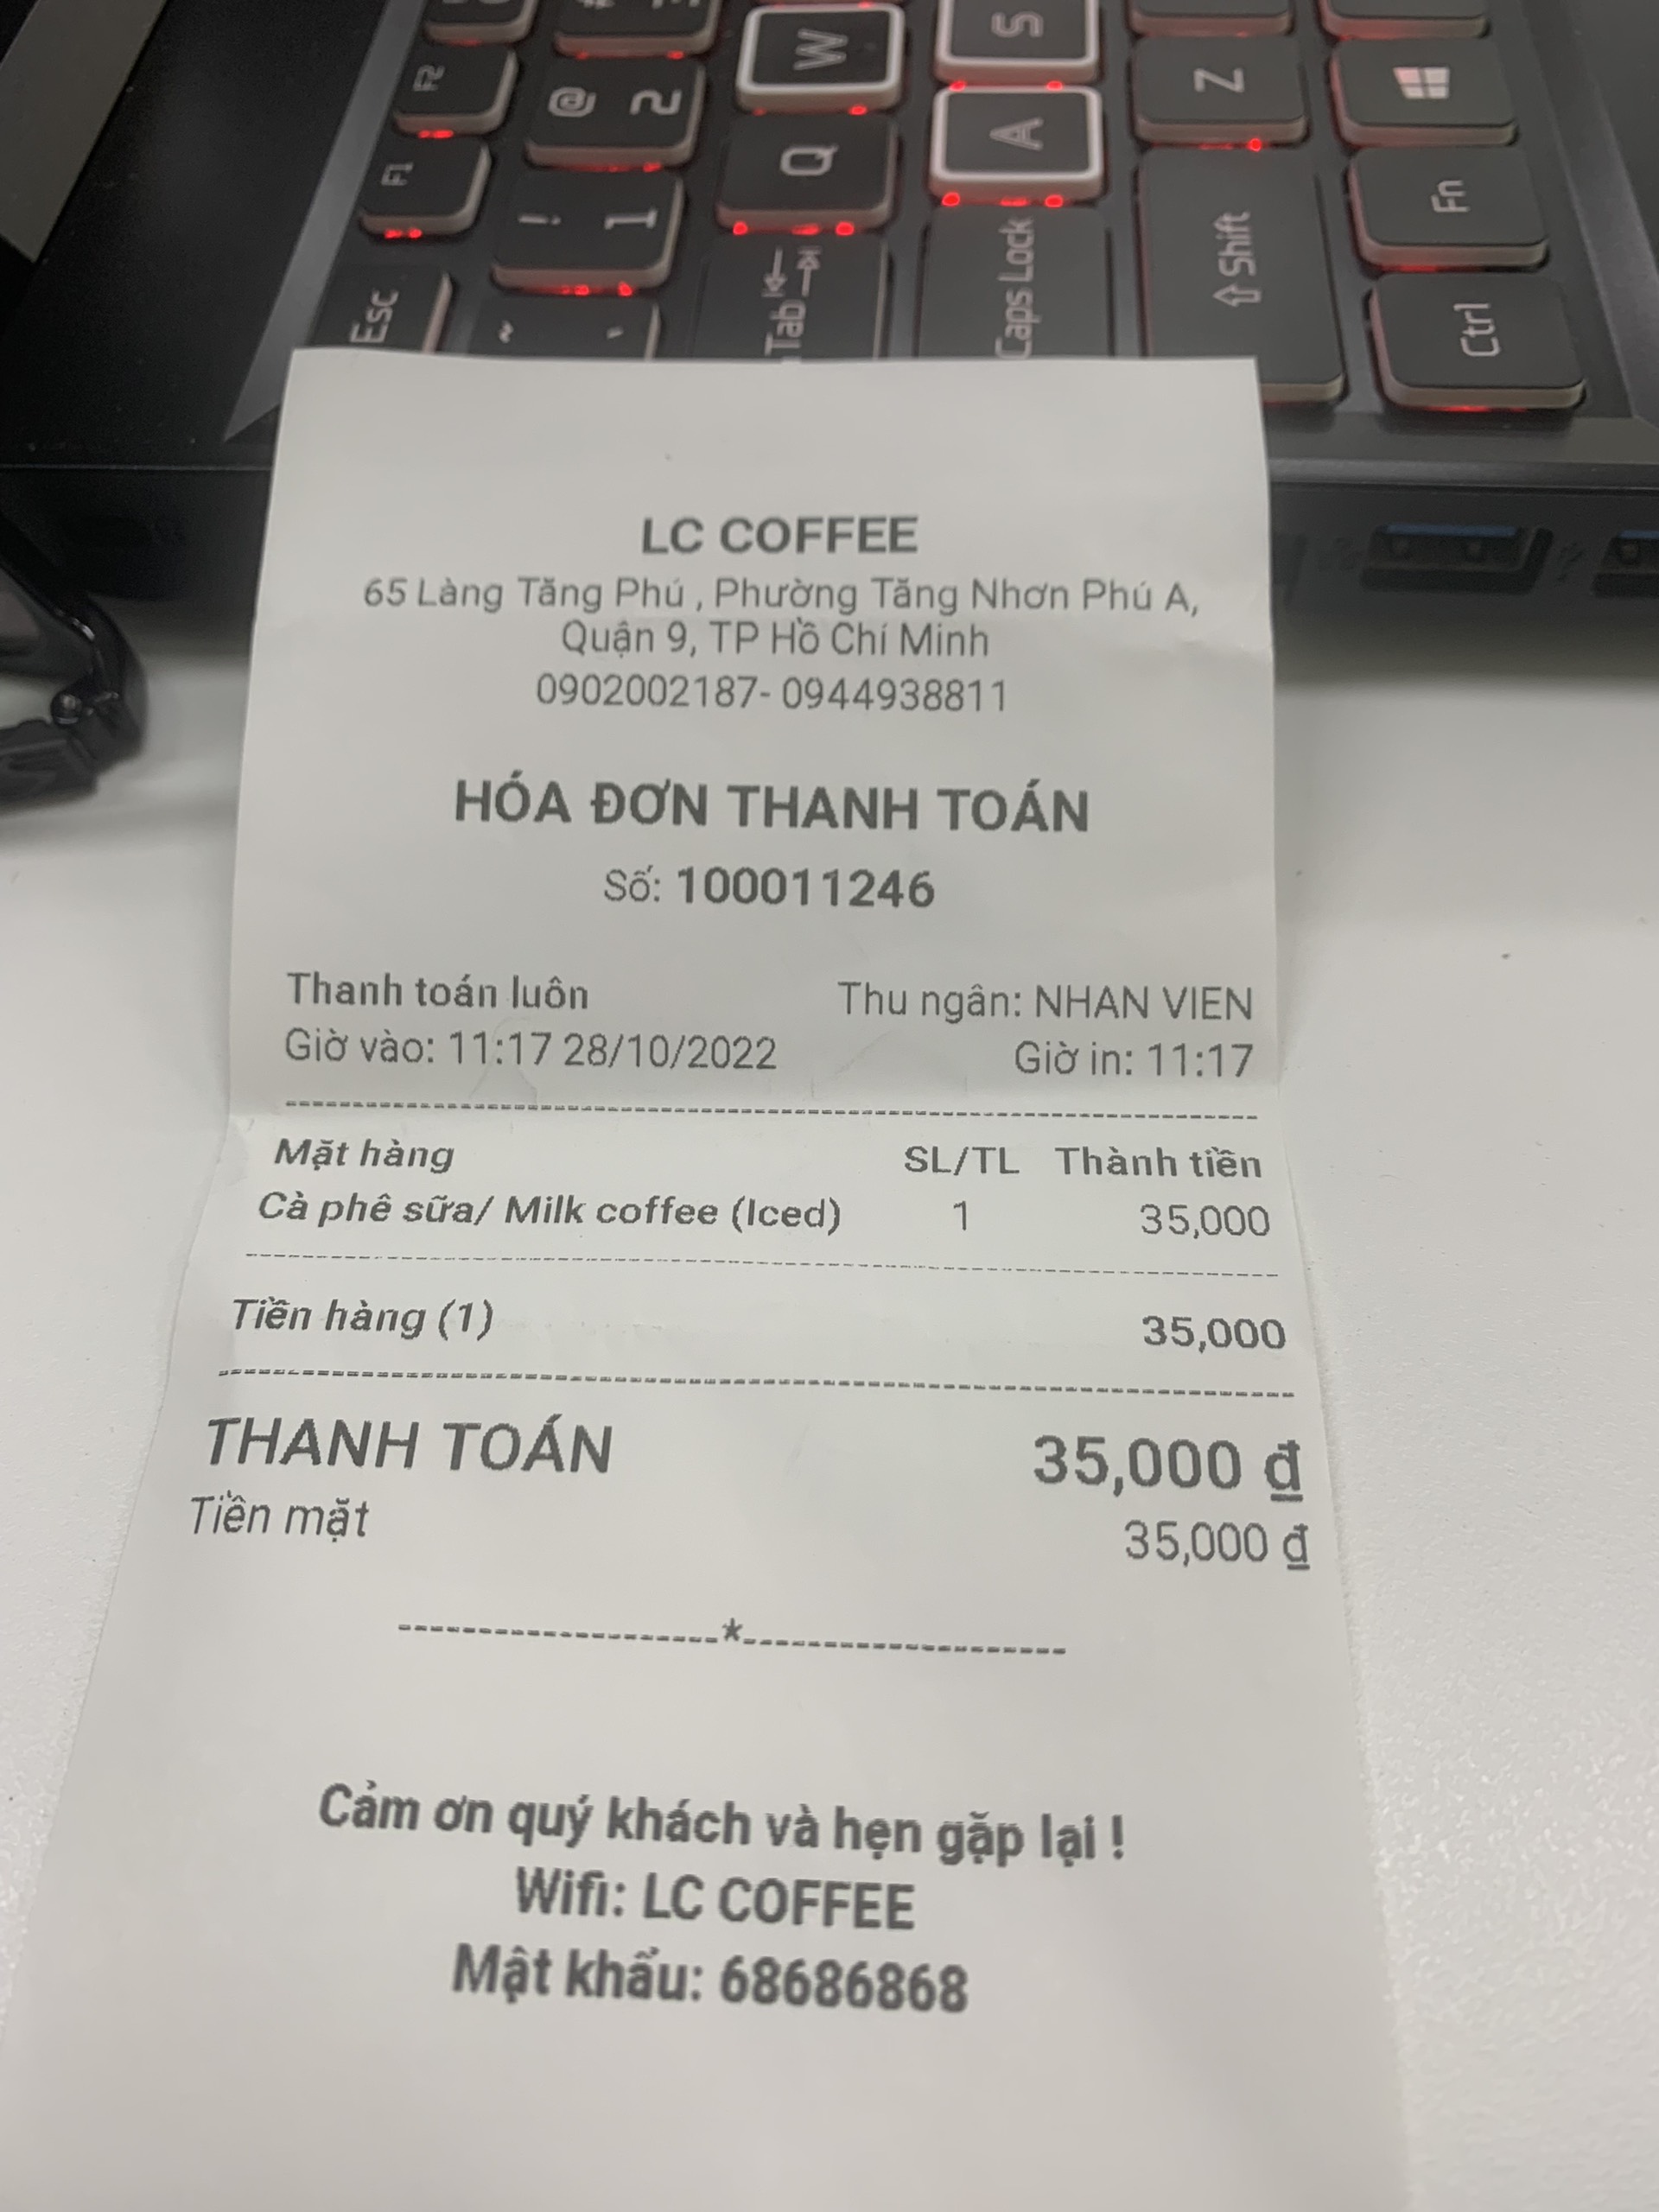 F2
@ 2
W
S
Z
F1
! 1
Q
A
Fn
Esc
~ `
Tab
Caps Lock
Shift
Ctrl
LC COFFEE
65 Làng Tăng Phú , Phường Tăng Nhơn Phú A,
Quận 9, TP Hồ Chí Minh
0902002187- 0944938811
HÓA ĐƠN THANH TOÁN
Số: 100011246
Thanh toán luôn Thu ngân: NHAN VIEN
Giờ vào: 11:17 28/10/2022 Giờ in: 11:17
Mặt hàng SL/TL Thành tiền
Cà phê sữa/ Milk coffee (Iced) 1 35,000
Tiền hàng (1) 35,000
THANH TOÁN 35,000 ₫
Tiền mặt 35,000 ₫
--------------------*--------------------
Cảm ơn quý khách và hẹn gặp lại !
Wifi: LC COFFEE
Mật khẩu: 68686868